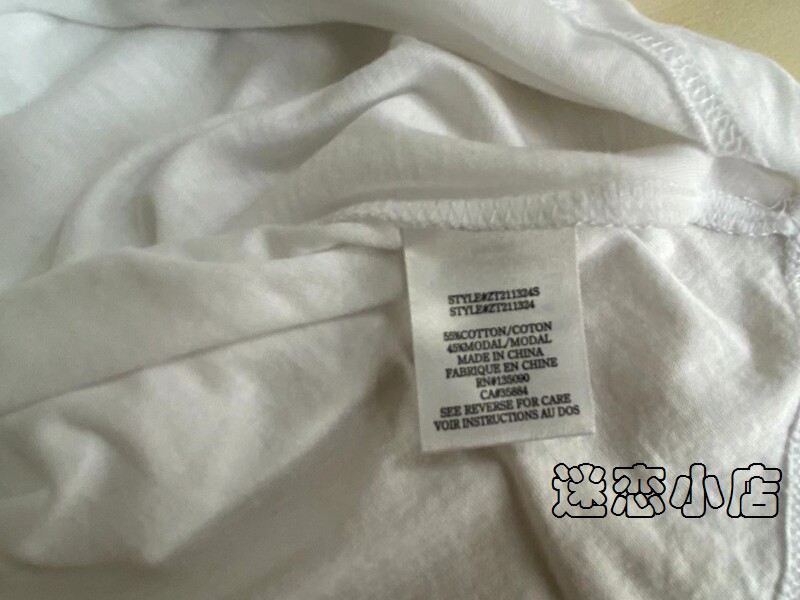 STYLE#ZT211324S
STYLE#ZT211324
55%COTTON/COTON
45%MODAL/MODAL
MADE IN CHINA
FABRIQUE EN CHINE
RN#135090
CA#35884
SEE REVERSE FOR CARE
VOIR INSTRUCTIONS AU DOS
迷恋小店